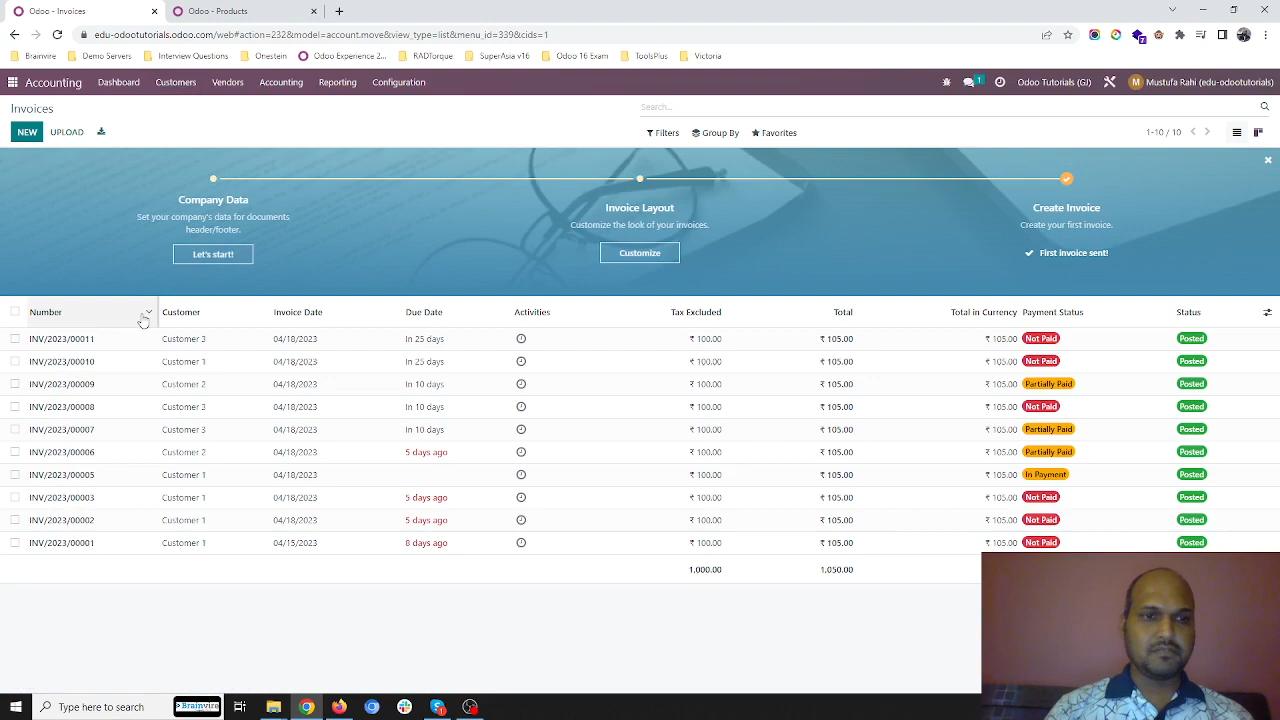 Odoo - Invoices
Odoo - Products
edu-odootutorials.odoo.com/web#action=232&model=account.move&view_type=list&menu_id=339&cids=1
Brainvire
Demo Servers
Interview Questions
Onestein
Odoo Experience 2...
RADTorque
SuperAsia v16
Odoo 16 Exam
ToolsPlus
Victoria
Accounting Dashboard Customers Vendors Accounting Reporting Configuration
1 Odoo Tutorials (GJ) M Mustufa Rahi (edu-odootutorials)
Invoices
Search...
NEW UPLOAD
Filters Group By Favorites
1-10 / 10
Company Data
Set your company's data for documents
header/footer.
Let's start!
Invoice Layout
Customize the look of your invoices.
Customize
Create Invoice
Create your first invoice.
First invoice sent!
Number Customer Invoice Date Due Date Activities Tax Excluded Total Total in Currency Payment Status Status
INV/2023/00011 Customer 3 04/18/2023 In 25 days ₹ 100.00 ₹ 105.00 ₹ 105.00 Not Paid Posted
INV/2023/00010 Customer 1 04/18/2023 In 25 days ₹ 100.00 ₹ 105.00 ₹ 105.00 Not Paid Posted
INV/2023/00009 Customer 2 04/18/2023 In 10 days ₹ 100.00 ₹ 105.00 ₹ 105.00 Partially Paid Posted
INV/2023/00008 Customer 3 04/18/2023 In 10 days ₹ 100.00 ₹ 105.00 ₹ 105.00 Not Paid Posted
INV/2023/00007 Customer 3 04/18/2023 In 10 days ₹ 100.00 ₹ 105.00 ₹ 105.00 Partially Paid Posted
INV/2023/00006 Customer 2 04/18/2023 5 days ago ₹ 100.00 ₹ 105.00 ₹ 105.00 Partially Paid Posted
INV/2023/00005 Customer 1 04/18/2023 ₹ 100.00 ₹ 105.00 ₹ 105.00 In Payment Posted
INV/2023/00003 Customer 1 04/18/2023 5 days ago ₹ 100.00 ₹ 105.00 ₹ 105.00 Not Paid Posted
INV/2023/00002 Customer 1 04/18/2023 5 days ago ₹ 100.00 ₹ 105.00 ₹ 105.00 Not Paid Posted
INV/2023/00001 Customer 1 04/15/2023 8 days ago ₹ 100.00 ₹ 105.00 ₹ 105.00 Not Paid Posted
1,000.00 1,050.00
Type here to search
Brainvire